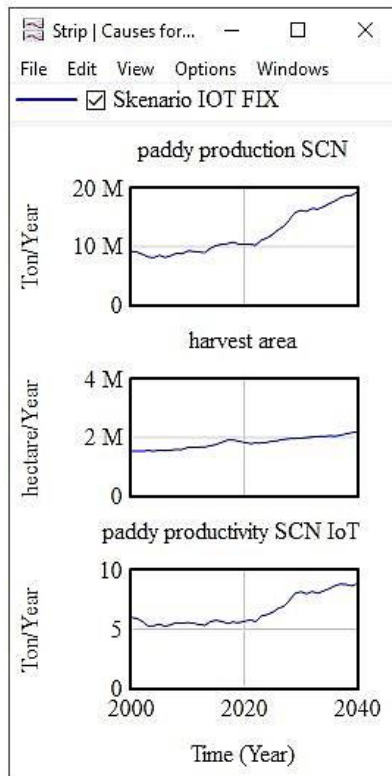 Strip | Causes for...
File Edit View Options Windows
Skenario IOT FIX
paddy production SCN
20 M
10 M
0
Ton/Year
harvest area
4 M
2 M
0
hectare/Year
paddy productivity SCN IoT
10
5
0
Ton/Year
2000 2020 2040
Time (Year)